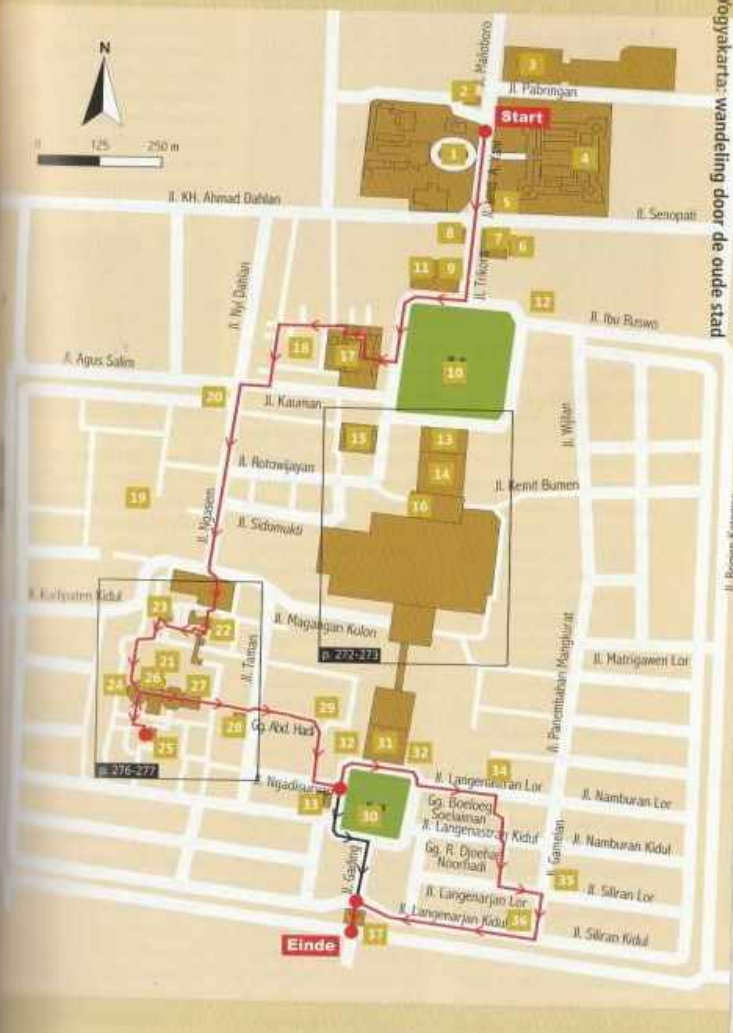 Yogyakarta: wandeling door de oude stad
N
0 125 250 m
Jl. Malioboro
3
2
Jl. Pabringan
Start
1
4
5
Jl. KH. Ahmad Dahlan
Jl. Senopati
8
7
6
11
9
Jl. Trikora
12
Jl. Ibu Ruswo
Jl. Nyi Dahlan
18
17
10
Jl. Agus Salim
20
Jl. Kauman
15
13
Jl. Wijilan
Jl. Rotowijayan
14
Jl. Kemit Bumen
19
16
Jl. Ngasem
Jl. Sidomukti
Jl. Kadipaten Kidul
23
22
Jl. Magangan Kulon
Jl. Taman
p. 272-273
Jl. Matrigawen Lor
Jl. Panembahan Mangkurat
21
24
26
27
28
29
Gg. Abd. Hadi
25
32
31
32
p. 276-277
34
Jl. Langenastran Lor
33
30
Gg. Boeloeg Soelaiman
Jl. Namburan Lor
Jl. Langenastran Kidul
Jl. Namburan Kidul
Gg. R. Djoehar Noorhadi
Jl. Gamelan
35
Jl. Gading
Jl. Siliran Lor
Jl. Langenarjan Lor
Jl. Langenarjan Kidul
36
Jl. Siliran Kidul
Einde
37